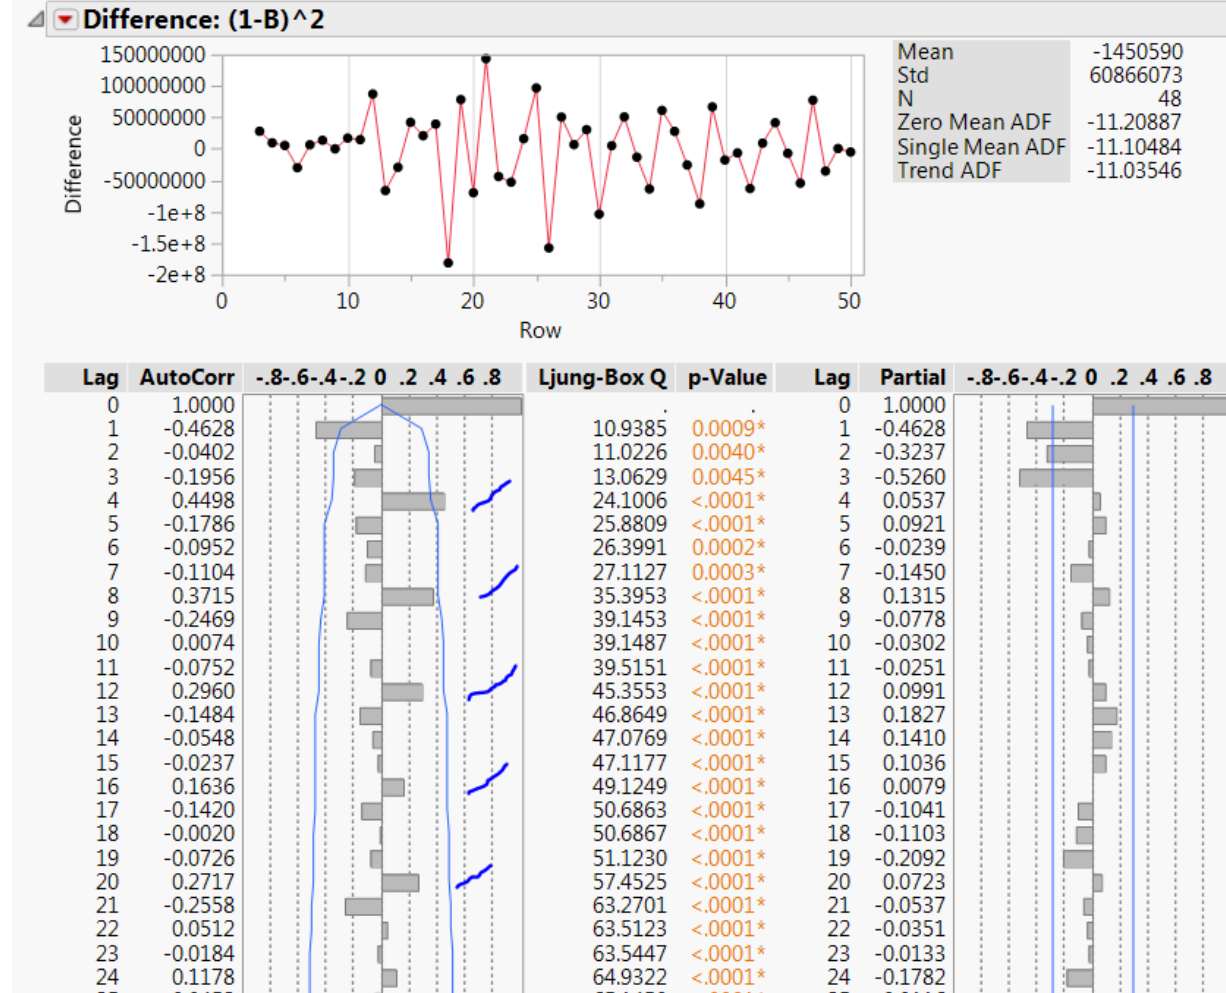 Difference: (1-B)^2
150000000
100000000
50000000
0
-50000000
-1e+8
-1.5e+8
-2e+8
Difference
0 10 20 30 40 50
Row
Mean -1450590
Std 60866073
N 48
Zero Mean ADF -11.20887
Single Mean ADF -11.10484
Trend ADF -11.03546
Lag AutoCorr -.8-.6-.4-.2 0 .2 .4 .6 .8 Ljung-Box Q p-Value Lag Partial -.8-.6-.4-.2 0 .2 .4 .6 .8
0 1.0000 . . 0 1.0000
1 -0.4628 10.9385 0.0009* 1 -0.4628
2 -0.0402 11.0226 0.0040* 2 -0.3237
3 -0.1956 13.0629 0.0045* 3 -0.5260
4 0.4498 24.1006 <.0001* 4 0.0537
5 -0.1786 25.8809 <.0001* 5 0.0921
6 -0.0952 26.3991 0.0002* 6 -0.0239
7 -0.1104 27.1127 0.0003* 7 -0.1450
8 0.3715 35.3953 <.0001* 8 0.1315
9 -0.2469 39.1453 <.0001* 9 -0.0778
10 0.0074 39.1487 <.0001* 10 -0.0302
11 -0.0752 39.5151 <.0001* 11 -0.0251
12 0.2960 45.3553 <.0001* 12 0.0991
13 -0.1484 46.8649 <.0001* 13 0.1827
14 -0.0548 47.0769 <.0001* 14 0.1410
15 -0.0237 47.1177 <.0001* 15 0.1036
16 0.1636 49.1249 <.0001* 16 0.0079
17 -0.1420 50.6863 <.0001* 17 -0.1041
18 -0.0020 50.6867 <.0001* 18 -0.1103
19 -0.0726 51.1230 <.0001* 19 -0.2092
20 0.2717 57.4525 <.0001* 20 0.0723
21 -0.2558 63.2701 <.0001* 21 -0.0537
22 0.0512 63.5123 <.0001* 22 -0.0351
23 -0.0184 63.5447 <.0001* 23 -0.0133
24 0.1178 64.9322 <.0001* 24 -0.1782